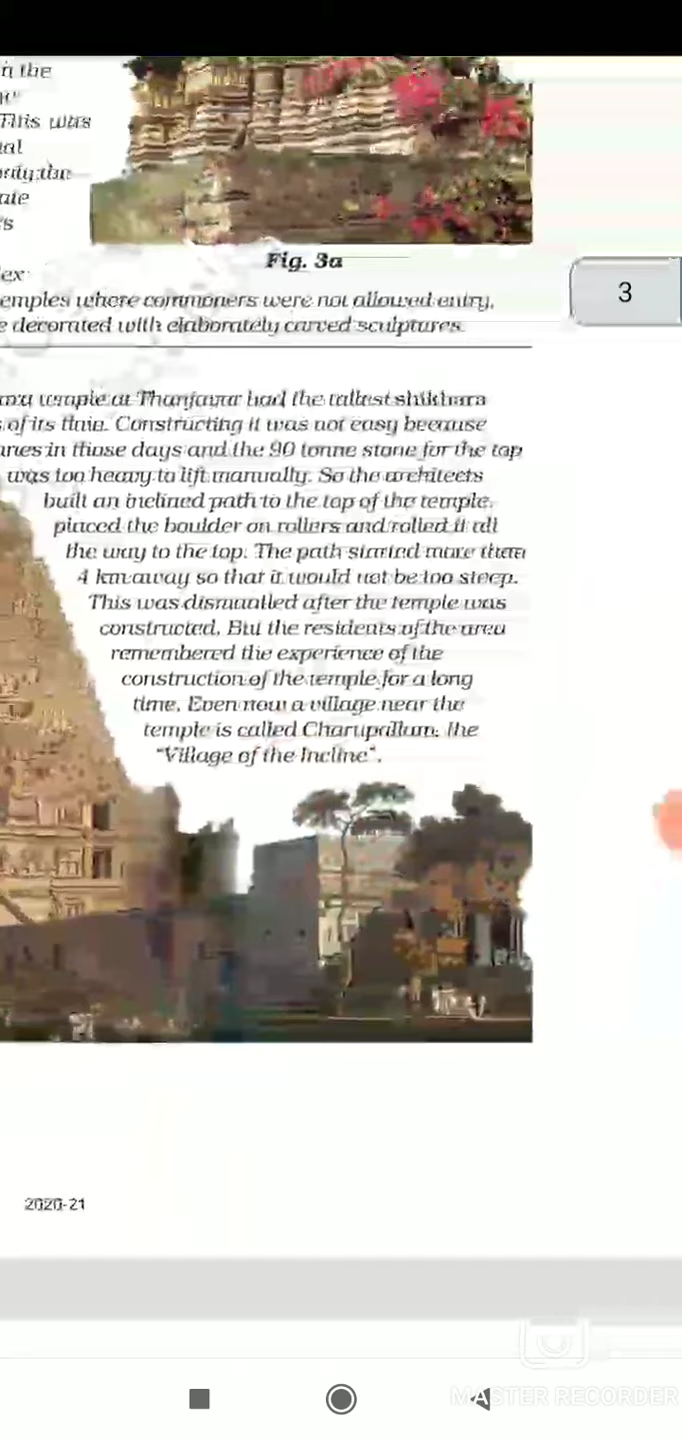 n the
This was
only the
Fig. 3a
3
temples where commoners were not allowed entry,
e decorated with elaborately carved sculptures.
temple at Thanjavur had the tallest shikhara
of its time. Constructing it was not easy because
in those days and the 90 tonne stone for the top
was too heavy to lift manually. So the architects
built an inclined path to the top of the temple,
placed the boulder on rollers and rolled it all
the way to the top. The path started more than
4 km away so that it would not be too steep.
This was dismantled after the temple was
constructed. But the residents of the area
remembered the experience of the
construction of the temple for a long
time. Even now a village near the
temple is called Charupallam, the
"Village of the Incline".
2020-21
MASTER RECORDER